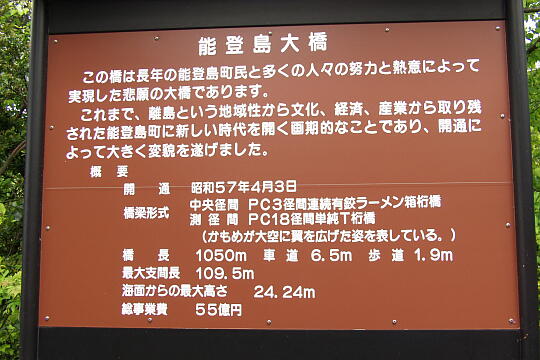 能登島大橋
この橋は長年の能登島町民と多くの人々の努力と熱意によって
実現した悲願の大橋であります。
これまで、離島という地域性から文化、経済、産業から取り残
された能登島町に新しい時代を開く画期的なことであり、開通に
よって大きく変貌を遂げました。
概要
開通 昭和57年4月3日
橋梁形式 中央径間 PC3径間連続有鉸ラーメン箱桁橋
測径間 PC18径間単純T桁橋
(かもめが大空に翼を広げた姿を表している。)
橋長 1050m 車道 6.5m 歩道 1.9m
最大支間長 109.5m
海面からの最大高さ 24.24m
総事業費 55億円